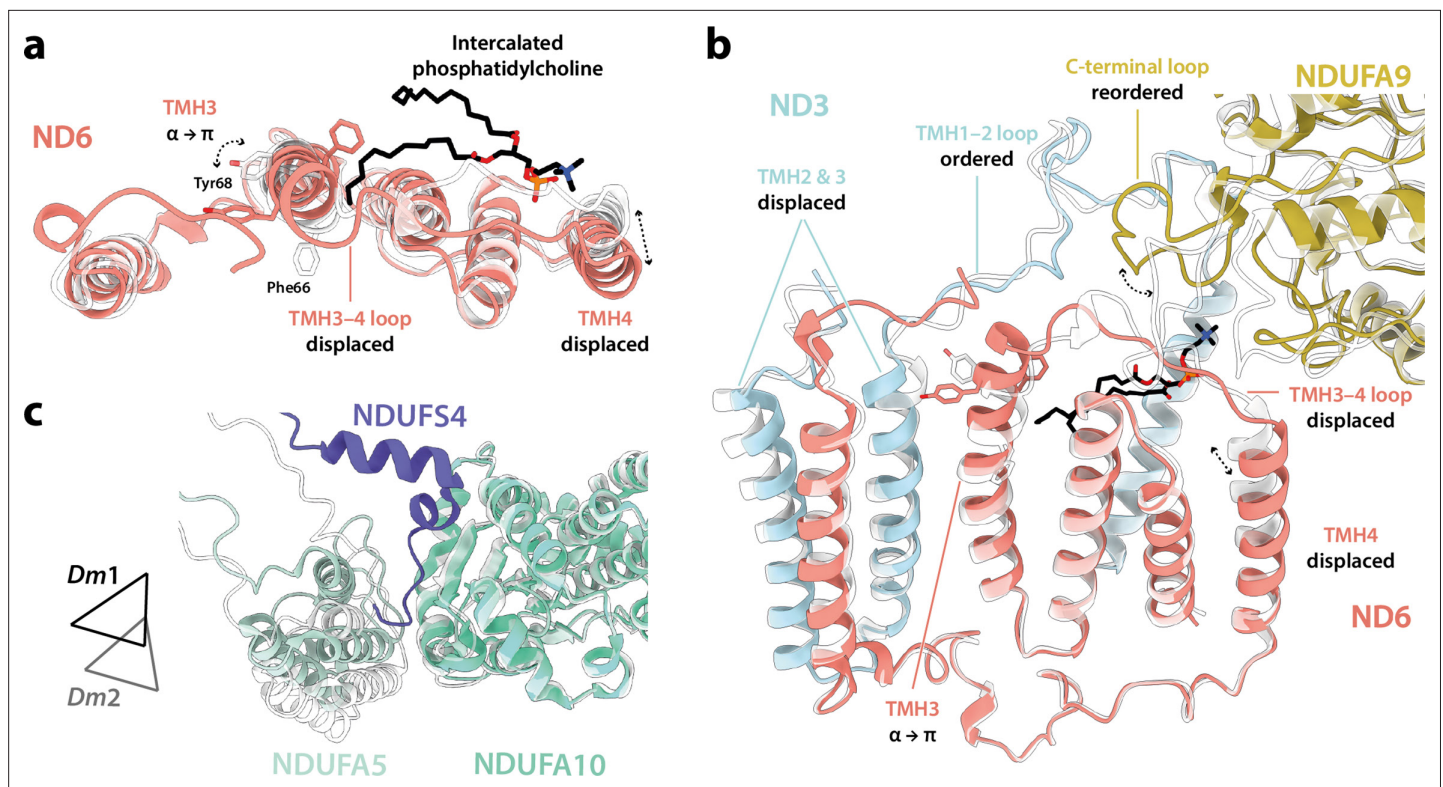 a
Intercalated
phosphatidylcholine
ND6
TMH3
α → π
Tyr68
Phe66
TMH3–4 loop
displaced
TMH4
displaced
b
ND3
C-terminal loop
reordered
NDUFA9
TMH1–2 loop
ordered
TMH2 & 3
displaced
TMH3–4 loop
displaced
TMH4
displaced
ND6
TMH3
α → π
c
NDUFS4
Dm1
Dm2
NDUFA5
NDUFA10